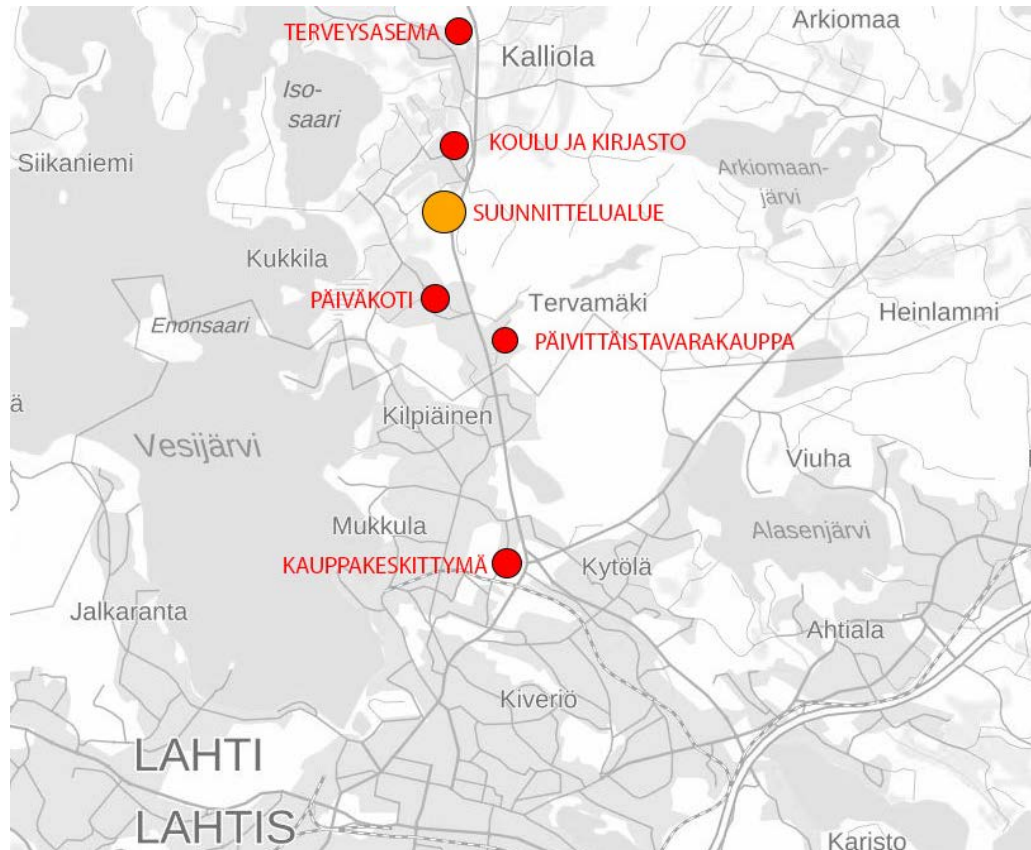 TERVEYSASEMA
Arkiomaa
Kalliola
Iso-
saari
KOULU JA KIRJASTO
Siikaniemi
Arkiomaan-
järvi
SUUNNITTELUALUE
Kukkila
PÄIVÄKOTI
Tervamäki
Heinlammi
Enonsaari
PÄIVITTÄISTAVARAKAUPPA
ä
Kilpiäinen
Vesijärvi
Viuha
Mukkula
Alasenjärvi
KAUPPAKESKITTYMÄ
Kytölä
Jalkaranta
Ahtiala
Kiveriö
LAHTI
LAHTIS
Karisto